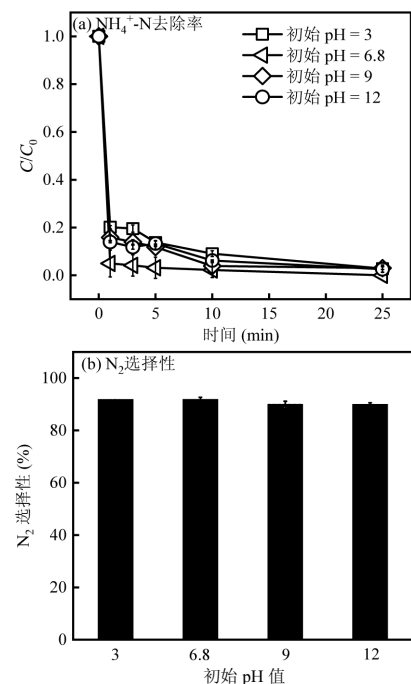 (a) NH₄⁺-N去除率
初始 pH = 3
初始 pH = 6.8
初始 pH = 9
初始 pH = 12
C/C₀
1.0
0.8
0.6
0.4
0.2
0.0
0 5 10 15 20 25
时间 (min)
(b) N₂选择性
N₂ 选择性 (%)
100
80
60
40
20
0
3 6.8 9 12
初始 pH 值